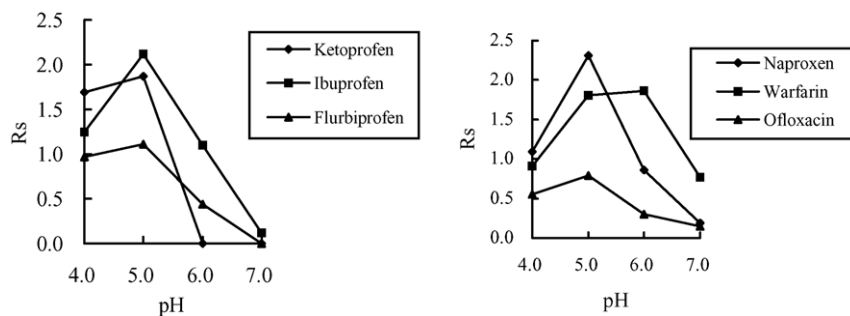 2.5
2.0
1.5
1.0
0.5
0.0
Rs
4.0 5.0 6.0 7.0
pH
Ketoprofen
Ibuprofen
Flurbiprofen
2.5
2.0
1.5
1.0
0.5
0.0
Rs
4.0 5.0 6.0 7.0
pH
Naproxen
Warfarin
Ofloxacin